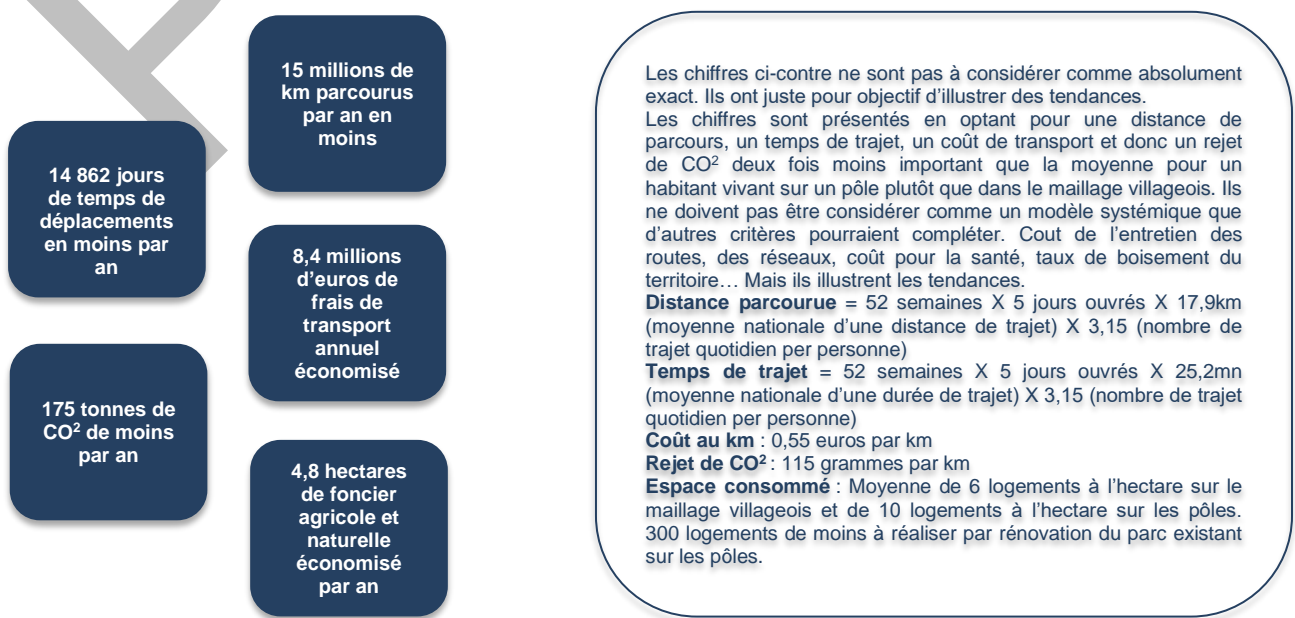 14 862 jours
de temps de
déplacements
en moins par
an
175 tonnes de
CO² de moins
par an
15 millions de
km parcourus
par an en
moins
8,4 millions
d’euros de
frais de
transport
annuel
économisé
4,8 hectares
de foncier
agricole et
naturelle
économisé
par an
Les chiffres ci-contre ne sont pas à considérer comme absolument
exact. Ils ont juste pour objectif d’illustrer des tendances.
Les chiffres sont présentés en optant pour une distance de
parcours, un temps de trajet, un coût de transport et donc un rejet
de CO² deux fois moins important que la moyenne pour un
habitant vivant sur un pôle plutôt que dans le maillage villageois. Ils
ne doivent pas être considérer comme un modèle systémique que
d’autres critères pourraient compléter. Cout de l’entretien des
routes, des réseaux, coût pour la santé, taux de boisement du
territoire… Mais ils illustrent les tendances.
Distance parcourue = 52 semaines X 5 jours ouvrés X 17,9km
(moyenne nationale d’une distance de trajet) X 3,15 (nombre de
trajet quotidien per personne)
Temps de trajet = 52 semaines X 5 jours ouvrés X 25,2mn
(moyenne nationale d’une durée de trajet) X 3,15 (nombre de trajet
quotidien per personne)
Coût au km : 0,55 euros par km
Rejet de CO² : 115 grammes par km
Espace consommé : Moyenne de 6 logements à l’hectare sur le
maillage villageois et de 10 logements à l’hectare sur les pôles.
300 logements de moins à réaliser par rénovation du parc existant
sur les pôles.